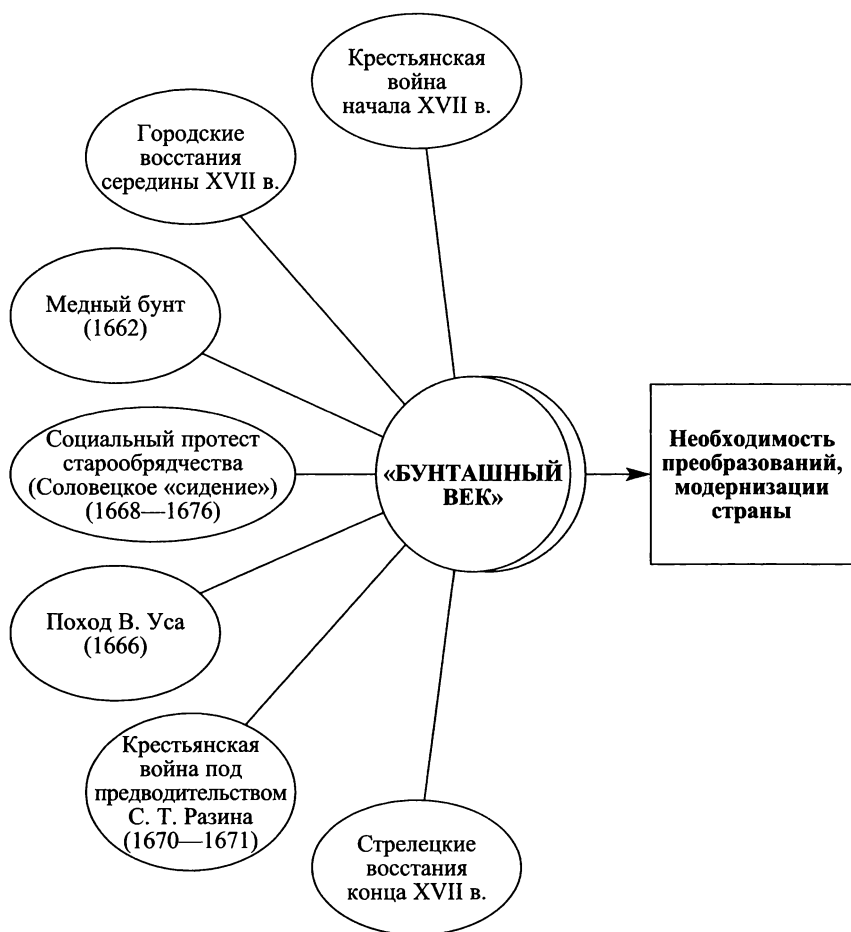 Крестьянская
война
начала XVII в.
Городские
восстания
середины XVII в.
Медный бунт
(1662)
Социальный протест
старообрядчества
(Соловецкое «сидение»)
(1668—1676)
Поход В. Уса
(1666)
Крестьянская
война под
предводительством
С. Т. Разина
(1670—1671)
Стрелецкие
восстания
конца XVII в.
«БУНТАШНЫЙ
ВЕК»
Необходимость
преобразований,
модернизации
страны